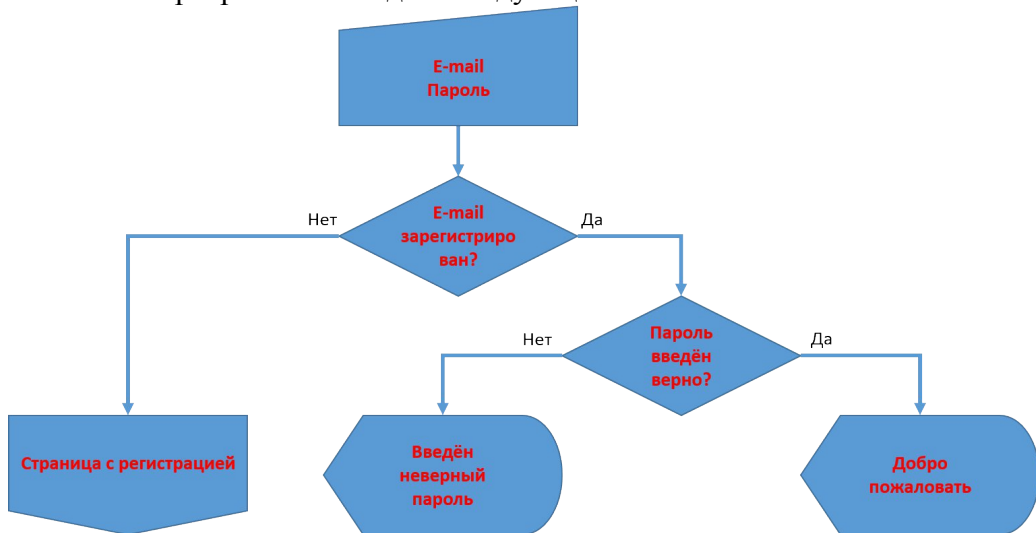 E-mail
Пароль
Нет
E-mail
зарегистриро
ван?
Да
Нет
Пароль
введён
верно?
Да
Страница с регистрацией
Введён
неверный
пароль
Добро
пожаловать